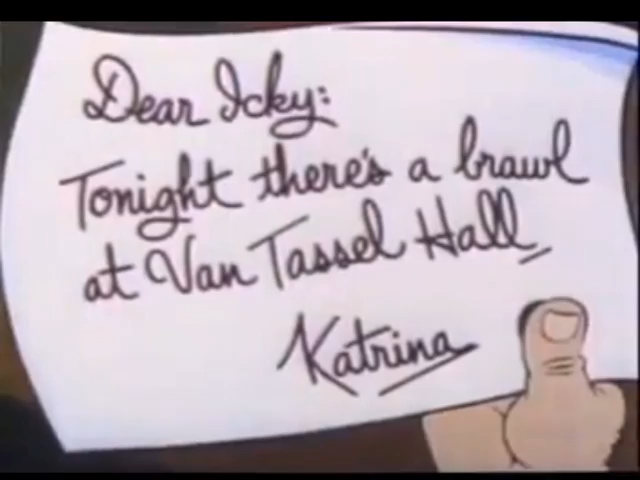 Dear Icky:
Tonight there's a brawl
at Van Tassel Hall
Katrina